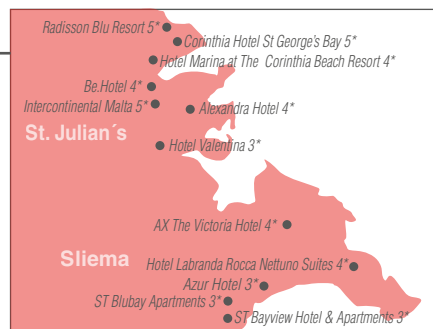 Radisson Blu Resort 5*
Corinthia Hotel St George's Bay 5*
Hotel Marina at The Corinthia Beach Resort 4*
Be.Hotel 4*
Intercontinental Malta 5*
Alexandra Hotel 4*
St. Julian´s
Hotel Valentina 3*
AX The Victoria Hotel 4*
Sliema
Hotel Labranda Rocca Nettuno Suites 4*
Azur Hotel 3*
ST Blubay Apartments 3*
ST Bayview Hotel & Apartments 3*